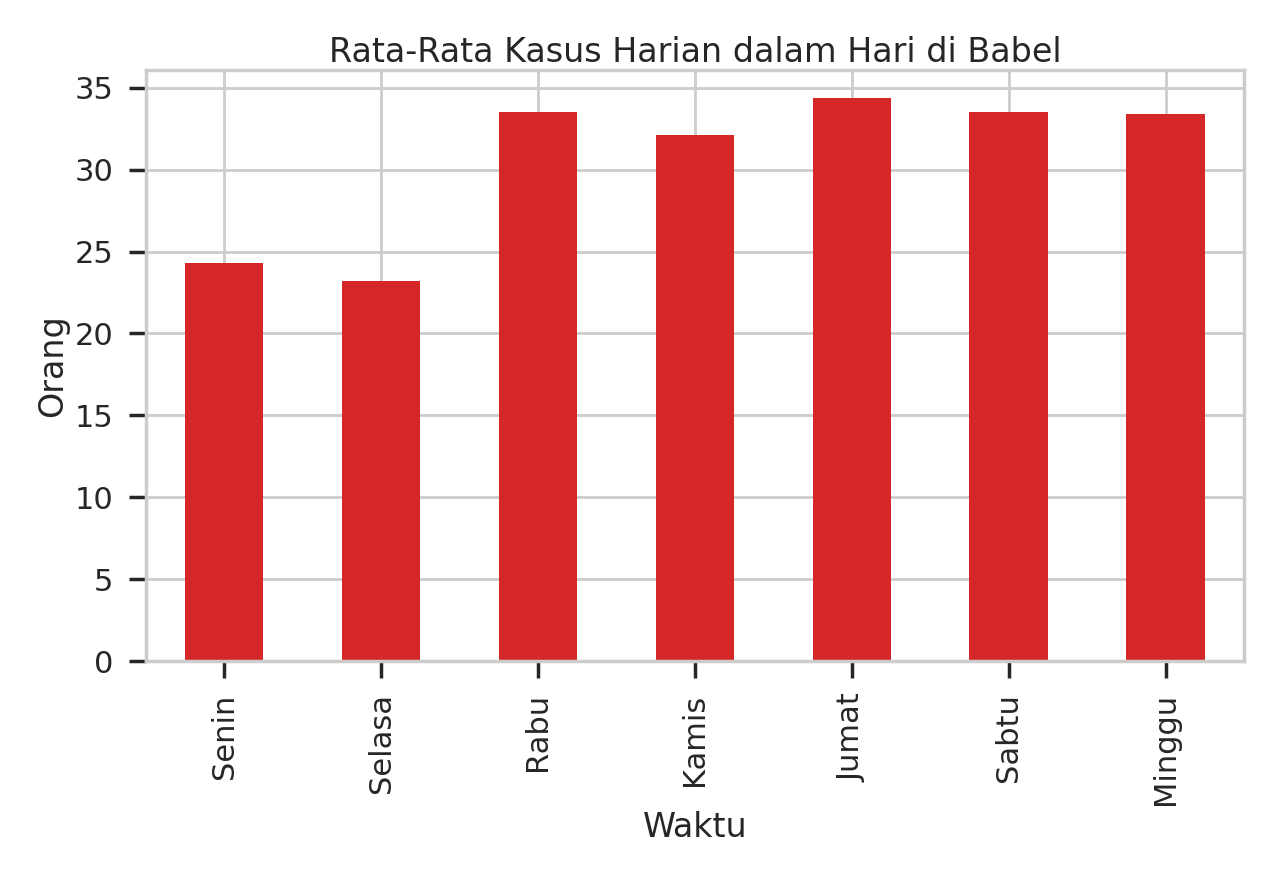 Rata-Rata Kasus Harian dalam Hari di Babel
35
30
25
20
15
10
5
0
Orang
Senin
Selasa
Rabu
Kamis
Jumat
Sabtu
Minggu
Waktu